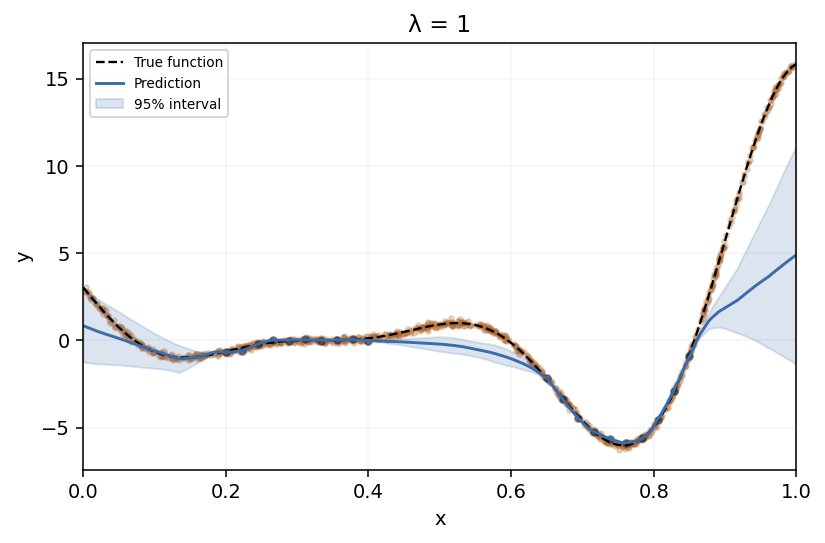 λ = 1
True function
Prediction
95% interval
15
10
5
0
−5
y
0.0 0.2 0.4 0.6 0.8 1.0
x